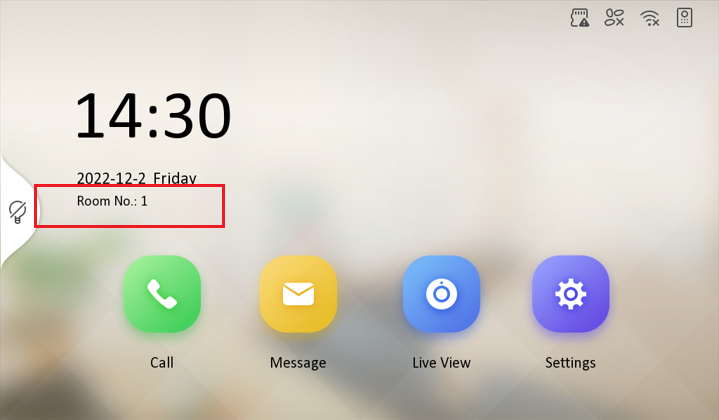 14:30
2022-12-2 Friday
Room No.: 1
Call
Message
Live View
Settings